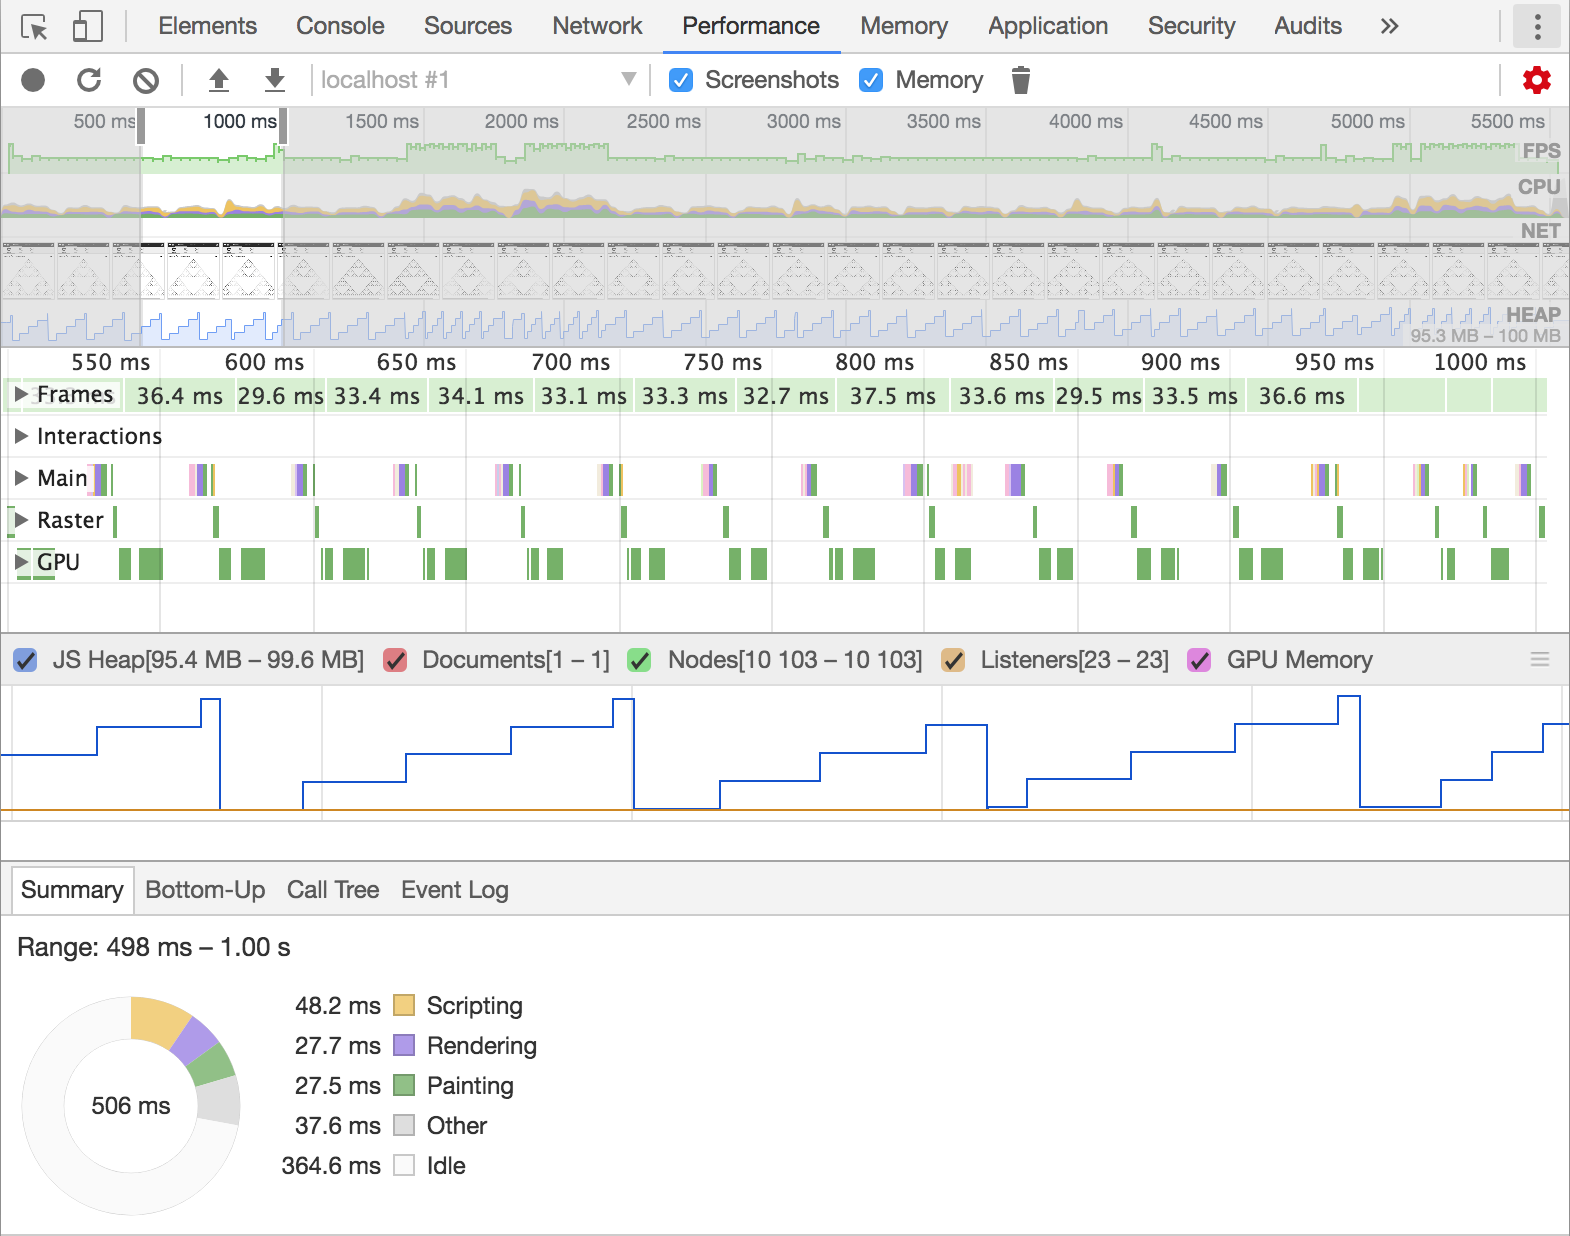 Elements Console Sources Network Performance Memory Application Security Audits »
localhost #1 Screenshots Memory
500 ms 1000 ms 1500 ms 2000 ms 2500 ms 3000 ms 3500 ms 4000 ms 4500 ms 5000 ms 5500 ms
FPS
CPU
NET
HEAP
95.3 MB – 100 MB
550 ms 600 ms 650 ms 700 ms 750 ms 800 ms 850 ms 900 ms 950 ms 1000 ms
Frames 36.4 ms 29.6 ms 33.4 ms 34.1 ms 33.1 ms 33.3 ms 32.7 ms 37.5 ms 33.6 ms 29.5 ms 33.5 ms 36.6 ms
Interactions
Main
Raster
GPU
JS Heap[95.4 MB – 99.6 MB] Documents[1 – 1] Nodes[10 103 – 10 103] Listeners[23 – 23] GPU Memory
Summary Bottom-Up Call Tree Event Log
Range: 498 ms – 1.00 s
48.2 ms Scripting
27.7 ms Rendering
27.5 ms Painting
37.6 ms Other
364.6 ms Idle
506 ms